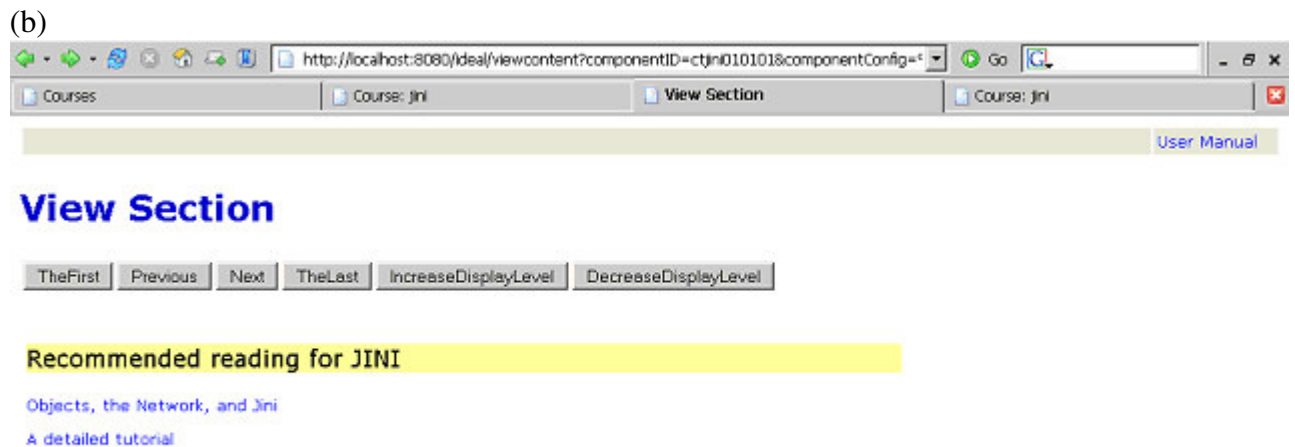 (b)
http://localhost:8080/ideal/viewcontent?componentID=ctjini010101&componentConfig= Go
Courses Course: jini View Section Course: jini
User Manual
View Section
TheFirst Previous Next TheLast IncreaseDisplayLevel DecreaseDisplayLevel
Recommended reading for JINI
Objects, the Network, and Jini
A detailed tutorial